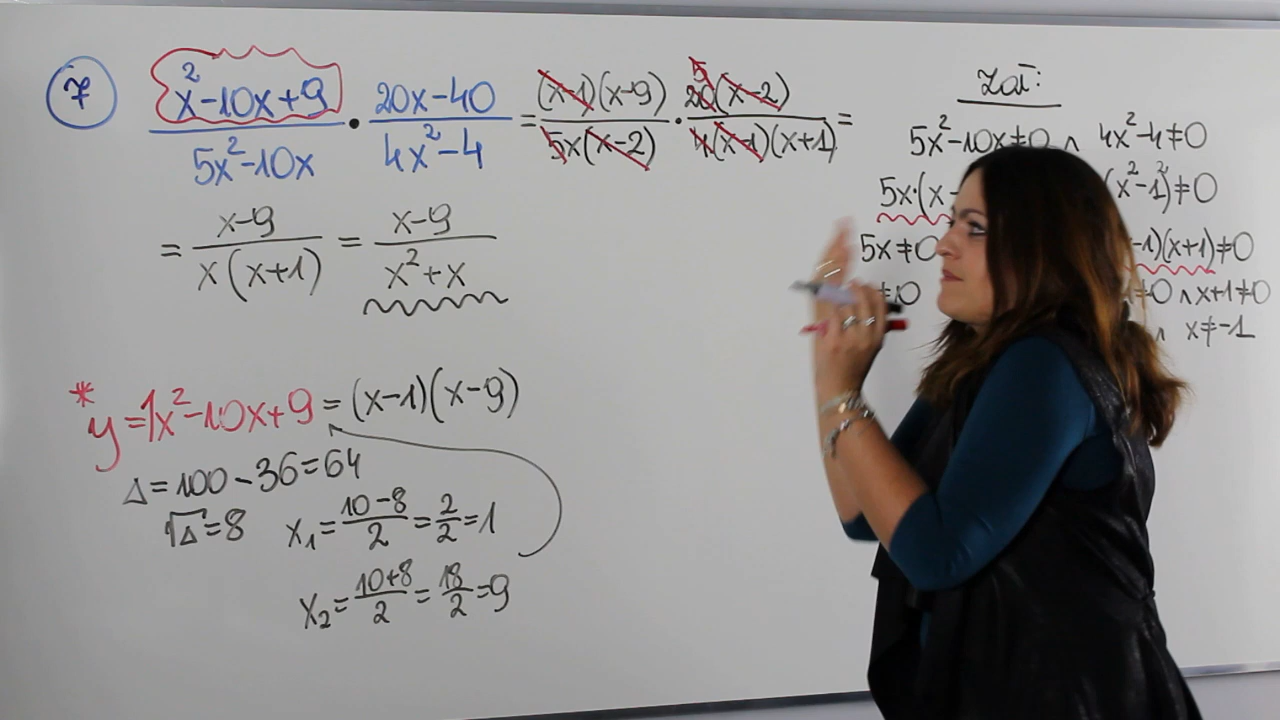 7
x²-10x+9 / 5x²-10x · 20x-40 / 4x²-4 = (x-1)(x-9) / 5x(x-2) · 5 20(x-2) / 4(x-1)(x+1) =
= x-9 / x(x+1) = x-9 / x²+x
* y=1x²-10x+9 = (x-1)(x-9)
Δ=100-36=64
√Δ=8 x₁=10-8 / 2=2/2=1
x₂=10+8 / 2=18/2=9
Zał:
5x²-10x≠0 ∧ 4x²-4≠0
5x·(x- (x²-1²)≠0
5x≠0 -1)(x+1)≠0
≠0 ≠0 ∧ x+1≠0
∧ x≠-1